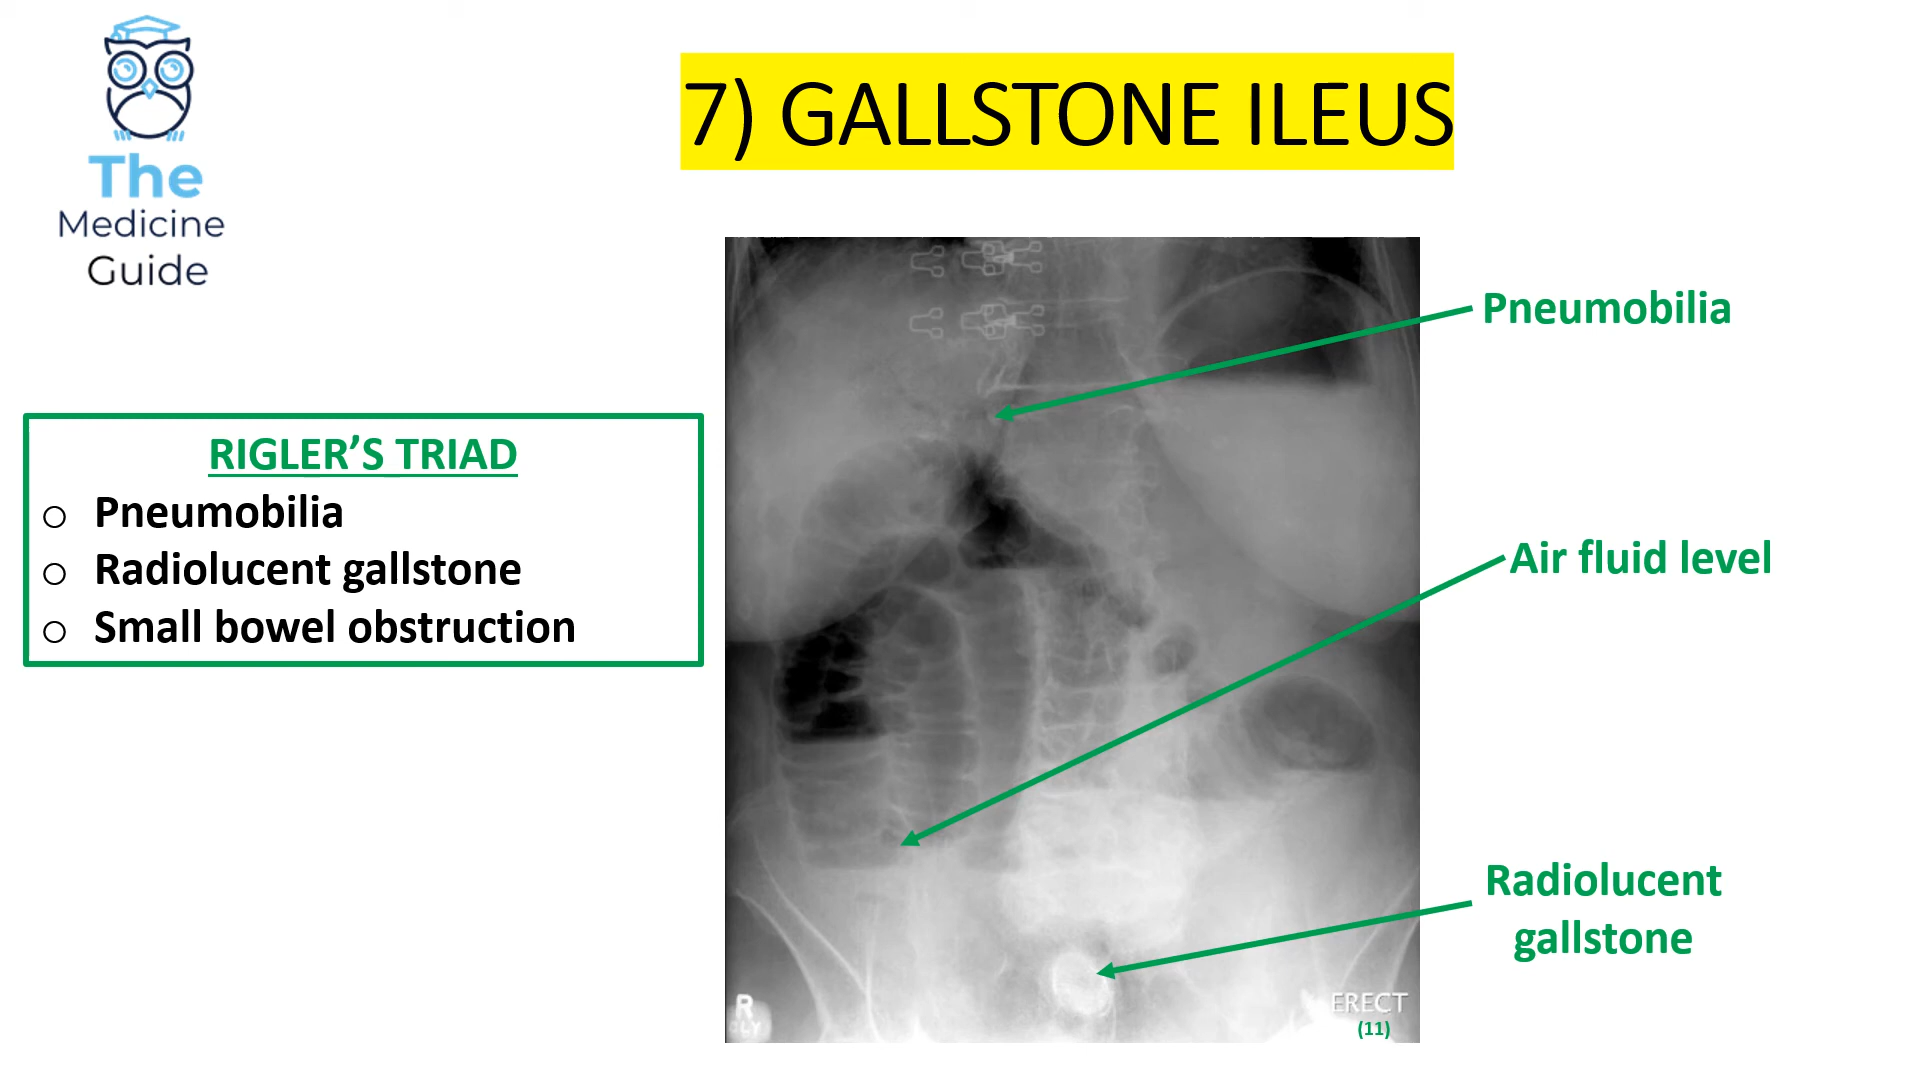 The
Medicine
Guide
7) GALLSTONE ILEUS
RIGLER’S TRIAD
Pneumobilia
Radiolucent gallstone
Small bowel obstruction
Pneumobilia
Air fluid level
Radiolucent
gallstone
R
ERECT
(11)